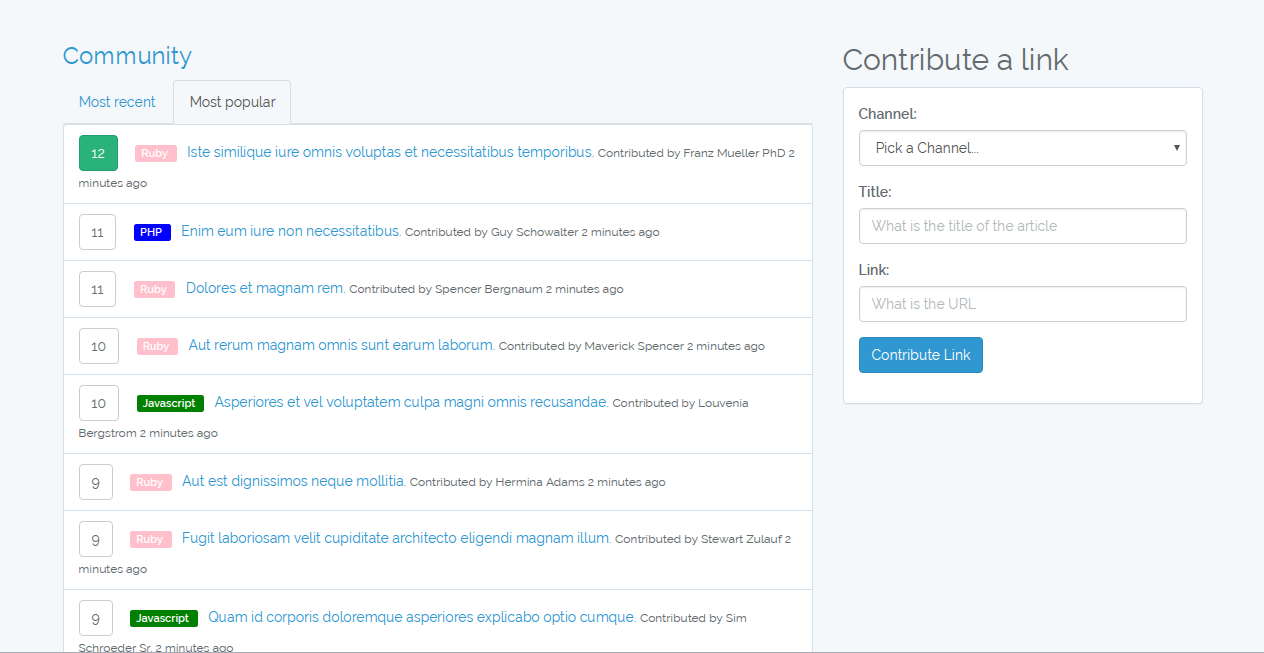 Community
Most recent
Most popular
12 Ruby Iste similique iure omnis voluptas et necessitatibus temporibus. Contributed by Franz Mueller PhD 2
minutes ago
11 PHP Enim eum iure non necessitatibus. Contributed by Guy Schowalter 2 minutes ago
11 Ruby Dolores et magnam rem. Contributed by Spencer Bergnaum 2 minutes ago
10 Ruby Aut rerum magnam omnis sunt earum laborum. Contributed by Maverick Spencer 2 minutes ago
10 Javascript Asperiores et vel voluptatem culpa magni omnis recusandae. Contributed by Louvenia
Bergstrom 2 minutes ago
9 Ruby Aut est dignissimos neque mollitia. Contributed by Hermina Adams 2 minutes ago
9 Ruby Fugit laboriosam velit cupiditate architecto eligendi magnam illum. Contributed by Stewart Zulauf 2
minutes ago
9 Javascript Quam id corporis doloremque asperiores explicabo optio cumque. Contributed by Sim
Schroeder Sr. 2 minutes ago
Contribute a link
Channel:
Pick a Channel...
Title:
What is the title of the article
Link:
What is the URL
Contribute Link